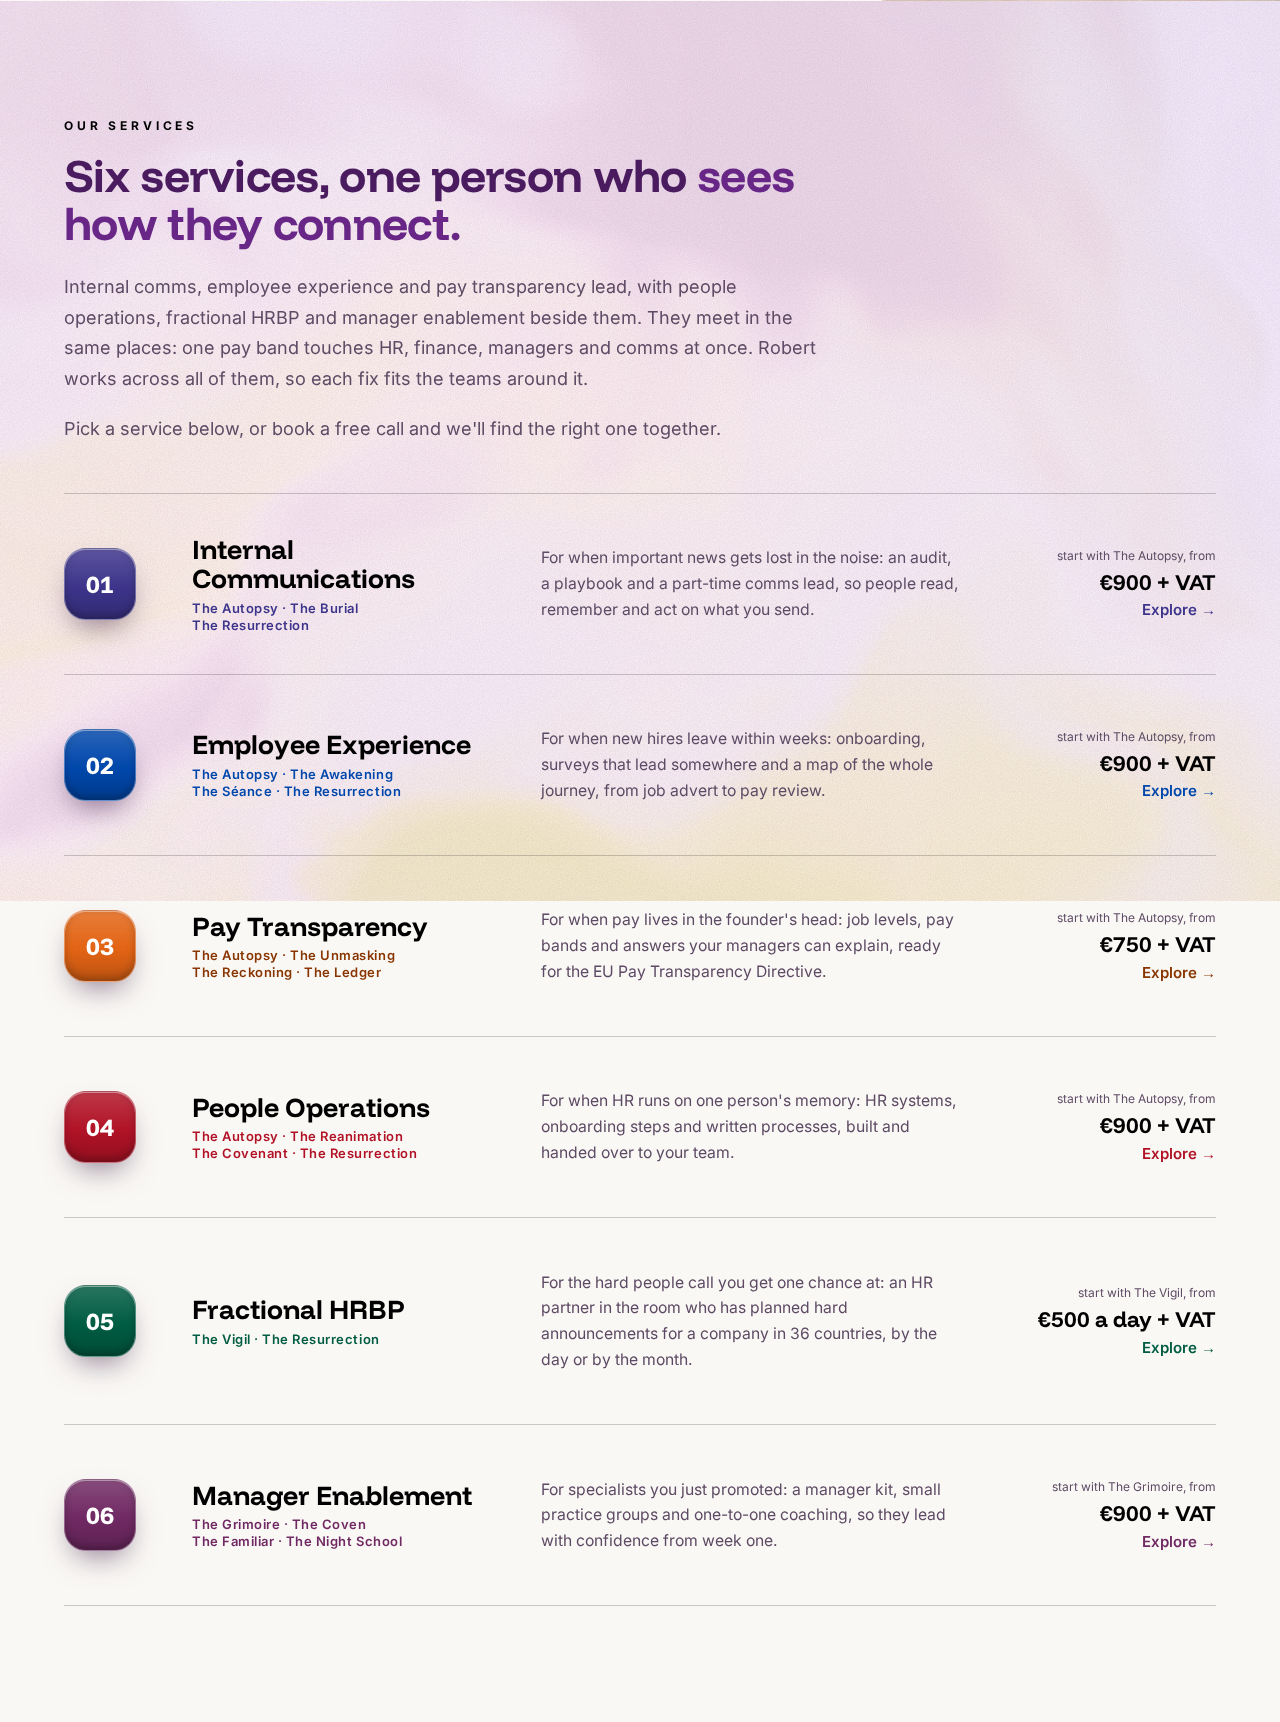 OUR SERVICES
Six services, one person who sees
how they connect.
Internal comms, employee experience and pay transparency lead, with people
operations, fractional HRBP and manager enablement beside them. They meet in the
same places: one pay band touches HR, finance, managers and comms at once. Robert
works across all of them, so each fix fits the teams around it.
Pick a service below, or book a free call and we'll find the right one together.
01
Internal
Communications
The Autopsy · The Burial
The Resurrection
For when important news gets lost in the noise: an audit,
a playbook and a part-time comms lead, so people read,
remember and act on what you send.
start with The Autopsy, from
€900 + VAT
Explore →
02
Employee Experience
The Autopsy · The Awakening
The Séance · The Resurrection
For when new hires leave within weeks: onboarding,
surveys that lead somewhere and a map of the whole
journey, from job advert to pay review.
start with The Autopsy, from
€900 + VAT
Explore →
03
Pay Transparency
The Autopsy · The Unmasking
The Reckoning · The Ledger
For when pay lives in the founder's head: job levels, pay
bands and answers your managers can explain, ready
for the EU Pay Transparency Directive.
start with The Autopsy, from
€750 + VAT
Explore →
04
People Operations
The Autopsy · The Reanimation
The Covenant · The Resurrection
For when HR runs on one person's memory: HR systems,
onboarding steps and written processes, built and
handed over to your team.
start with The Autopsy, from
€900 + VAT
Explore →
05
Fractional HRBP
The Vigil · The Resurrection
For the hard people call you get one chance at: an HR
partner in the room who has planned hard
announcements for a company in 36 countries, by the
day or by the month.
start with The Vigil, from
€500 a day + VAT
Explore →
06
Manager Enablement
The Grimoire · The Coven
The Familiar · The Night School
For specialists you just promoted: a manager kit, small
practice groups and one-to-one coaching, so they lead
with confidence from week one.
start with The Grimoire, from
€900 + VAT
Explore →